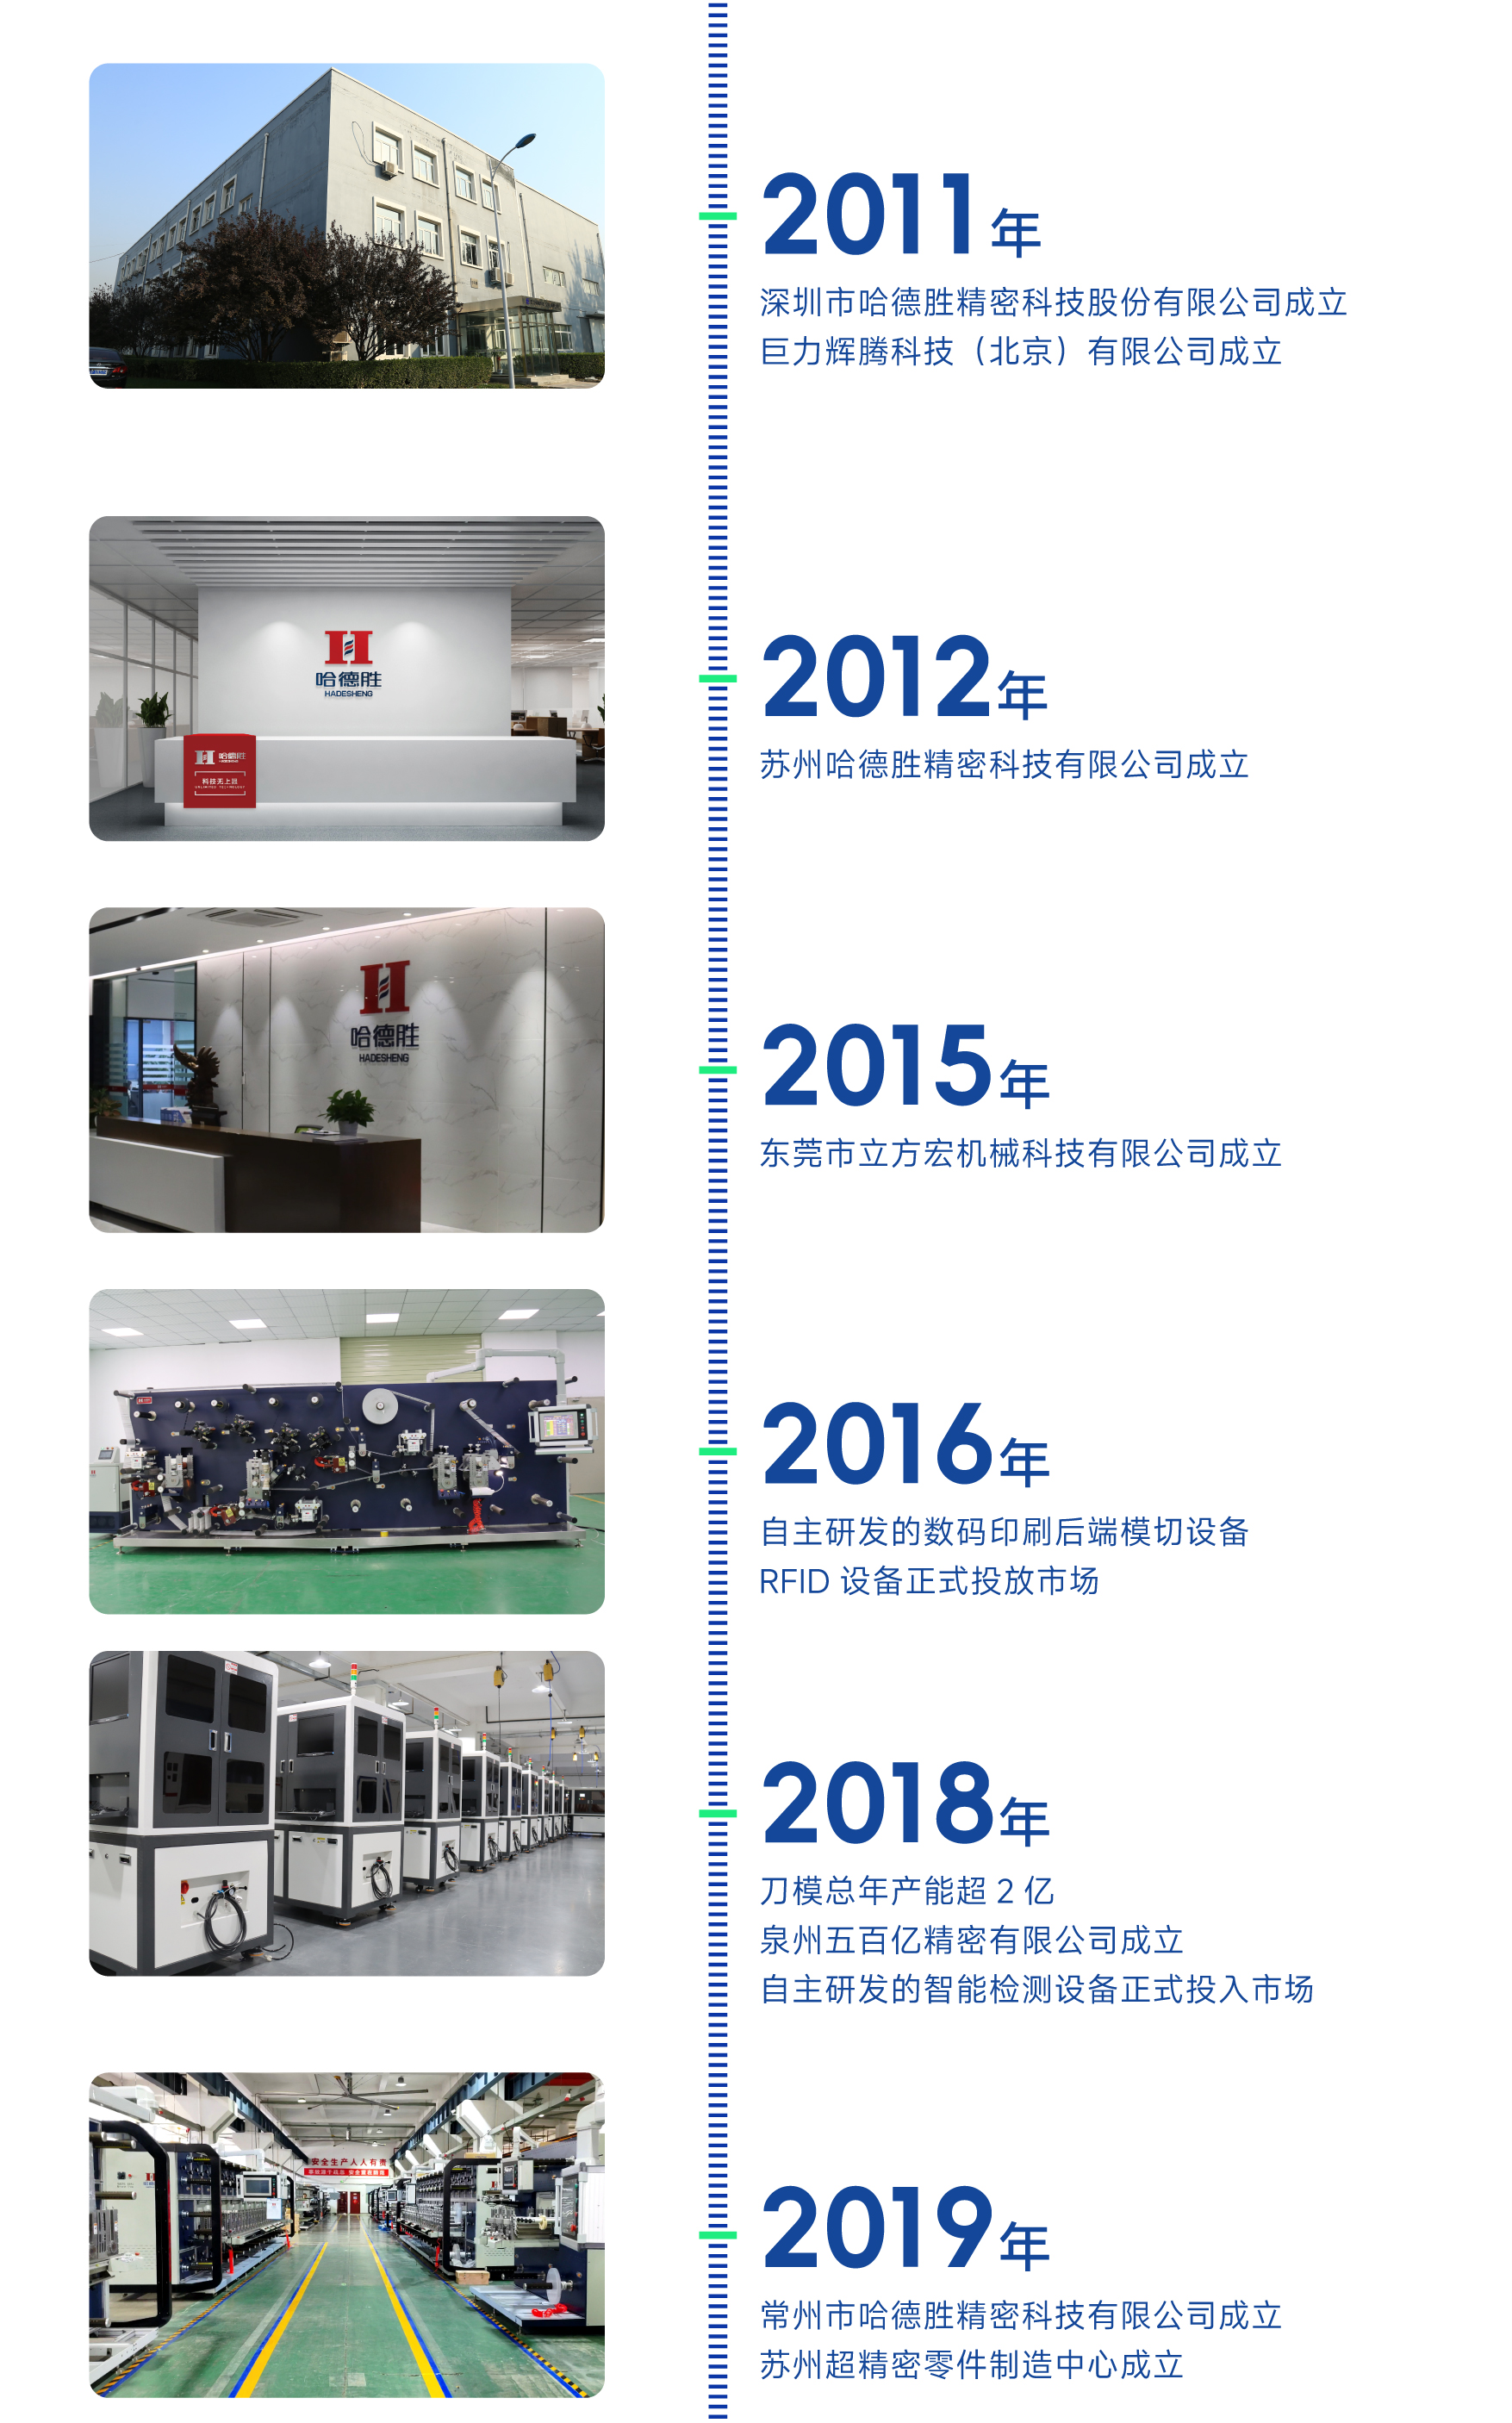 2011年
深圳市哈德胜精密科技股份有限公司成立
巨力辉腾科技（北京）有限公司成立
哈德胜
HADESHENG
哈德胜
科技无上限
UNLIMITED TECHNOLOGY
2012年
苏州哈德胜精密科技有限公司成立
哈德胜
HADESHENG
2015年
东莞市立方宏机械科技有限公司成立
2016年
自主研发的数码印刷后端模切设备
RFID 设备正式投放市场
2018年
刀模总年产能超 2 亿
泉州五百亿精密有限公司成立
自主研发的智能检测设备正式投入市场
安全生产人人有责
2019年
常州市哈德胜精密科技有限公司成立
苏州超精密零件制造中心成立